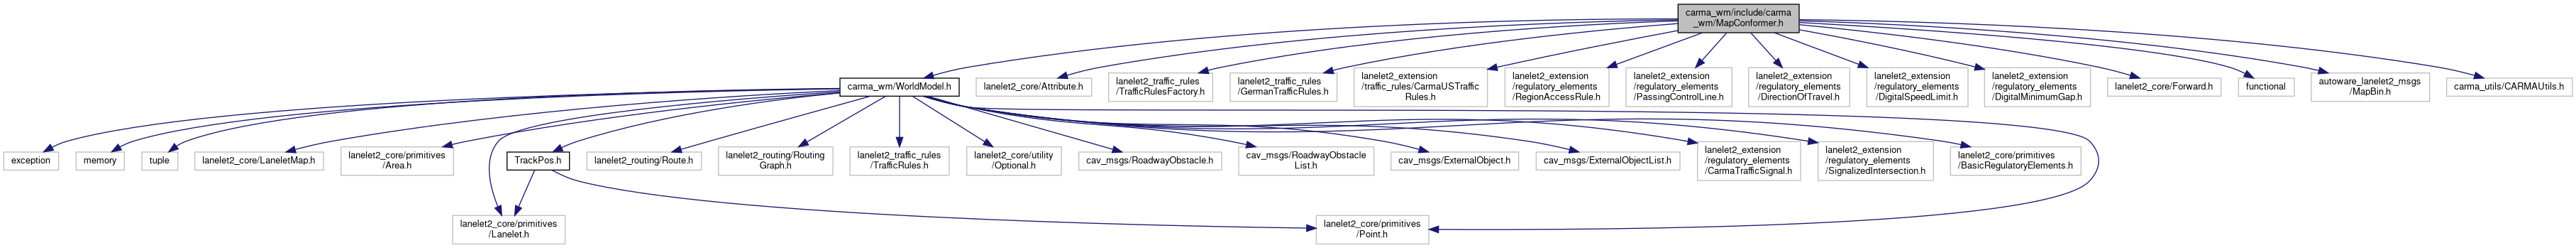 carma_wm/include/carma
_wm/MapConformer.h
carma_wm/WorldModel.h
lanelet2_core/Attribute.h
lanelet2_traffic_rules
/TrafficRulesFactory.h
lanelet2_traffic_rules
/GermanTrafficRules.h
lanelet2_extension
/traffic_rules/CarmaUSTraffic
Rules.h
lanelet2_extension
/regulatory_elements
/RegionAccessRule.h
lanelet2_extension
/regulatory_elements
/PassingControlLine.h
lanelet2_extension
/regulatory_elements
/DirectionOfTravel.h
lanelet2_extension
/regulatory_elements
/DigitalSpeedLimit.h
lanelet2_extension
/regulatory_elements
/DigitalMinimumGap.h
lanelet2_core/Forward.h
functional
autoware_lanelet2_msgs
/MapBin.h
carma_utils/CARMAUtils.h
exception
memory
tuple
lanelet2_core/LaneletMap.h
lanelet2_core/primitives
/Area.h
TrackPos.h
lanelet2_routing/Route.h
lanelet2_routing/Routing
Graph.h
lanelet2_traffic_rules
/TrafficRules.h
lanelet2_core/utility
/Optional.h
cav_msgs/RoadwayObstacle.h
cav_msgs/RoadwayObstacle
List.h
cav_msgs/ExternalObject.h
cav_msgs/ExternalObjectList.h
lanelet2_extension
/regulatory_elements
/CarmaTrafficSignal.h
lanelet2_extension
/regulatory_elements
/SignalizedIntersection.h
lanelet2_core/primitives
/BasicRegulatoryElements.h
lanelet2_core/primitives
/Lanelet.h
lanelet2_core/primitives
/Point.h